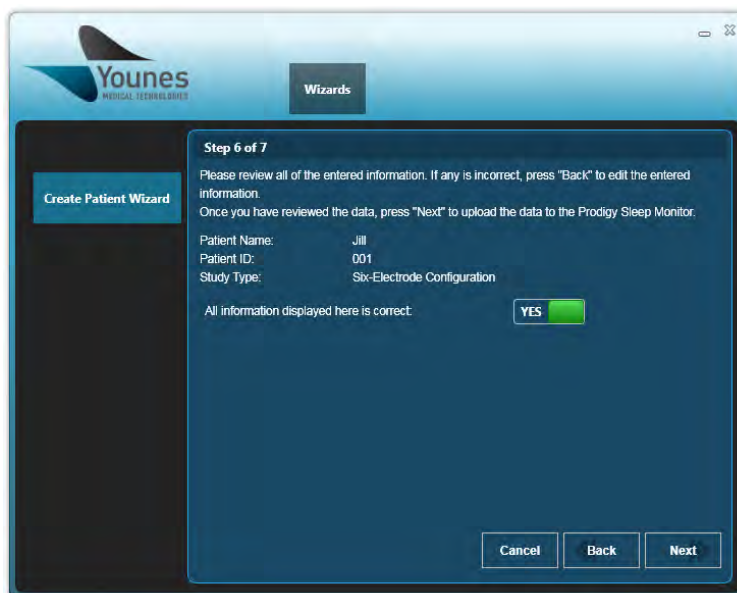 Younes
MEDICAL TECHNOLOGIES
Wizards
Create Patient Wizard
Step 6 of 7
Please review all of the entered information. If any is incorrect, press "Back" to edit the entered
information.
Once you have reviewed the data, press "Next" to upload the data to the Prodigy Sleep Monitor.
Patient Name: Jill
Patient ID: 001
Study Type: Six-Electrode Configuration
All information displayed here is correct: YES
Cancel Back Next